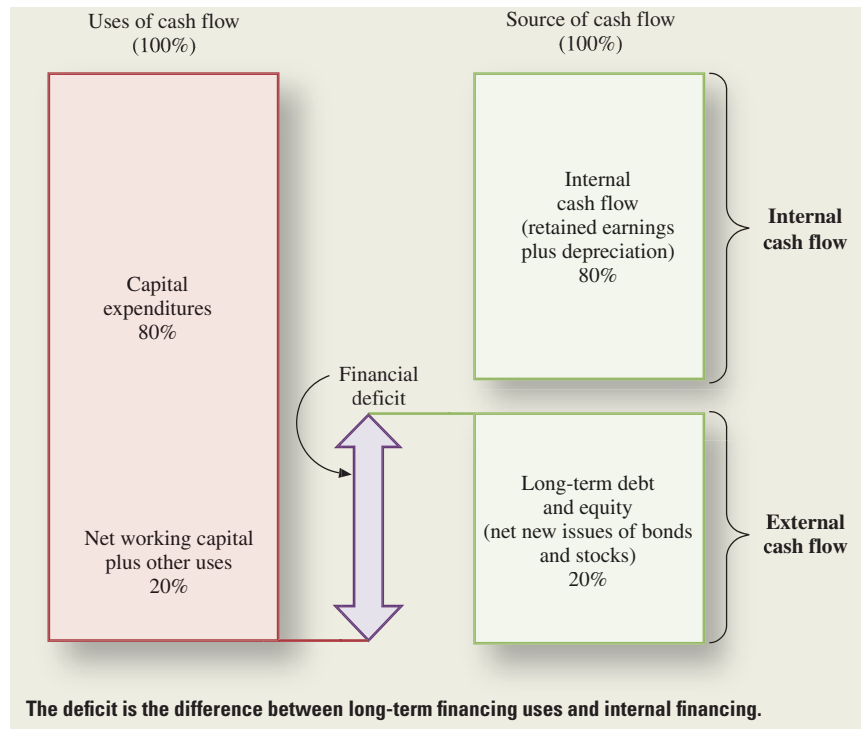 Uses of cash flow
(100%)
Source of cash flow
(100%)
Capital
expenditures
80%
Net working capital
plus other uses
20%
Financial
deficit
Internal
cash flow
(retained earnings
plus depreciation)
80%
Internal
cash flow
Long-term debt
and equity
(net new issues of bonds
and stocks)
20%
External
cash flow
The deficit is the difference between long-term financing uses and internal financing.